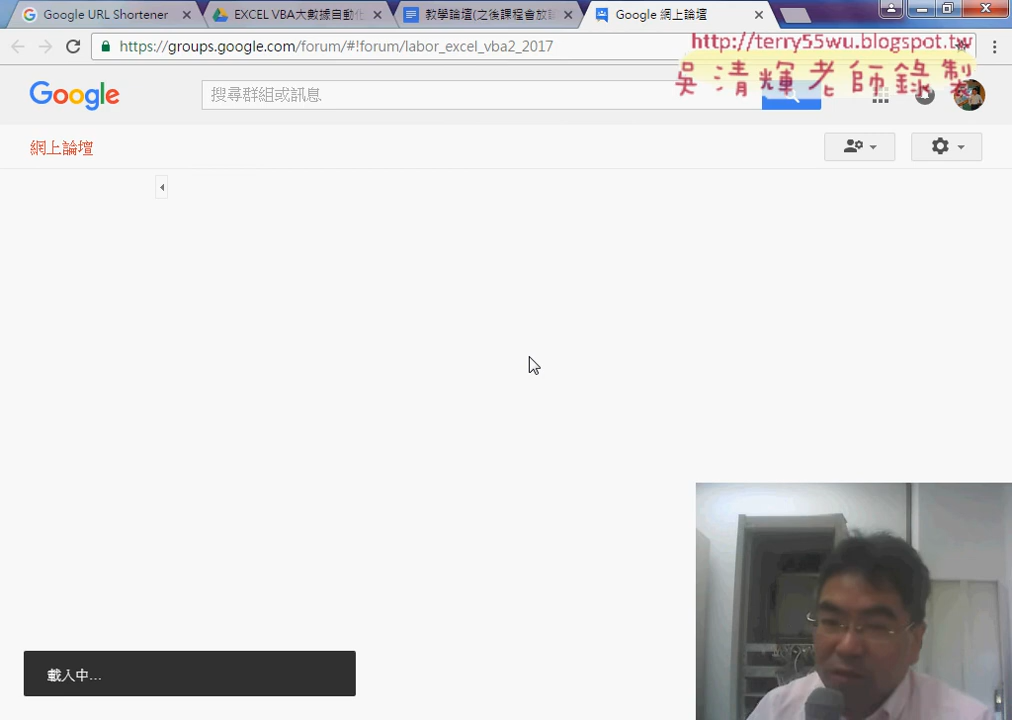 Google URL Shortener
EXCEL VBA大數據自動化
教學論壇(之後課程會放
Google 網上論壇
https://groups.google.com/forum/#!forum/labor_excel_vba2_2017
http://terry55wu.blogspot.tw
吳清輝老師錄製
Google
搜尋群組或訊息
網上論壇
載入中...